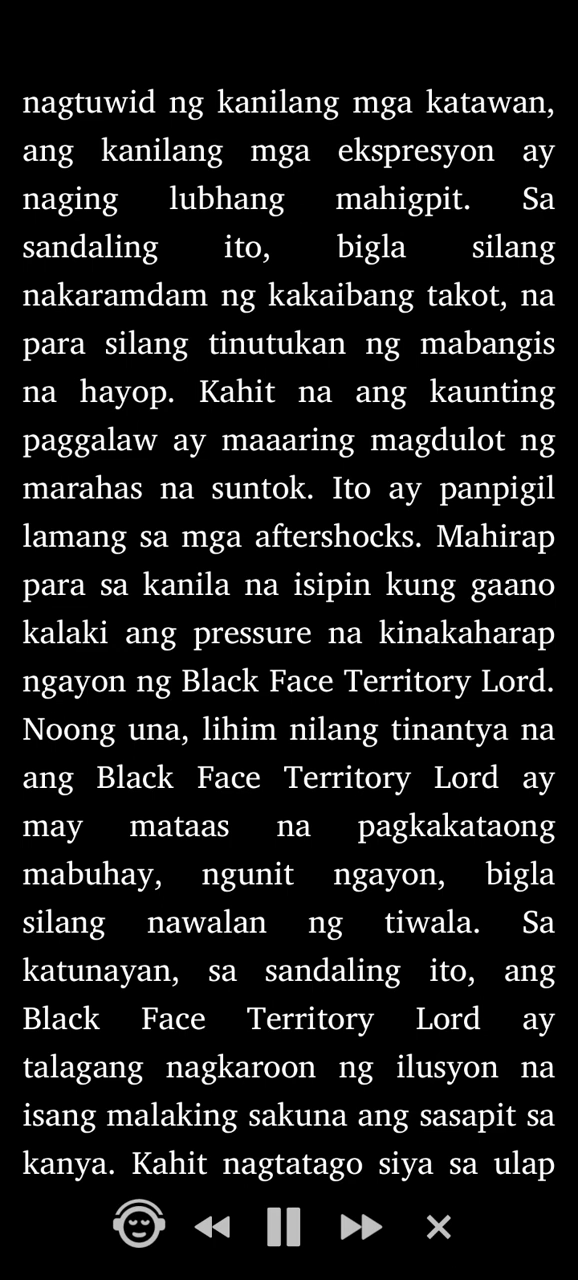 nagtuwid ng kanilang mga katawan,
ang kanilang mga ekspresyon ay
naging lubhang mahigpit. Sa
sandaling ito, bigla silang
nakaramdam ng kakaibang takot, na
para silang tinutukan ng mabangis
na hayop. Kahit na ang kaunting
paggalaw ay maaaring magdulot ng
marahas na suntok. Ito ay panpigil
lamang sa mga aftershocks. Mahirap
para sa kanila na isipin kung gaano
kalaki ang pressure na kinakaharap
ngayon ng Black Face Territory Lord.
Noong una, lihim nilang tinantya na
ang Black Face Territory Lord ay
may mataas na pagkakataong
mabuhay, ngunit ngayon, bigla
silang nawalan ng tiwala. Sa
katunayan, sa sandaling ito, ang
Black Face Territory Lord ay
talagang nagkaroon ng ilusyon na
isang malaking sakuna ang sasapit sa
kanya. Kahit nagtatago siya sa ulap